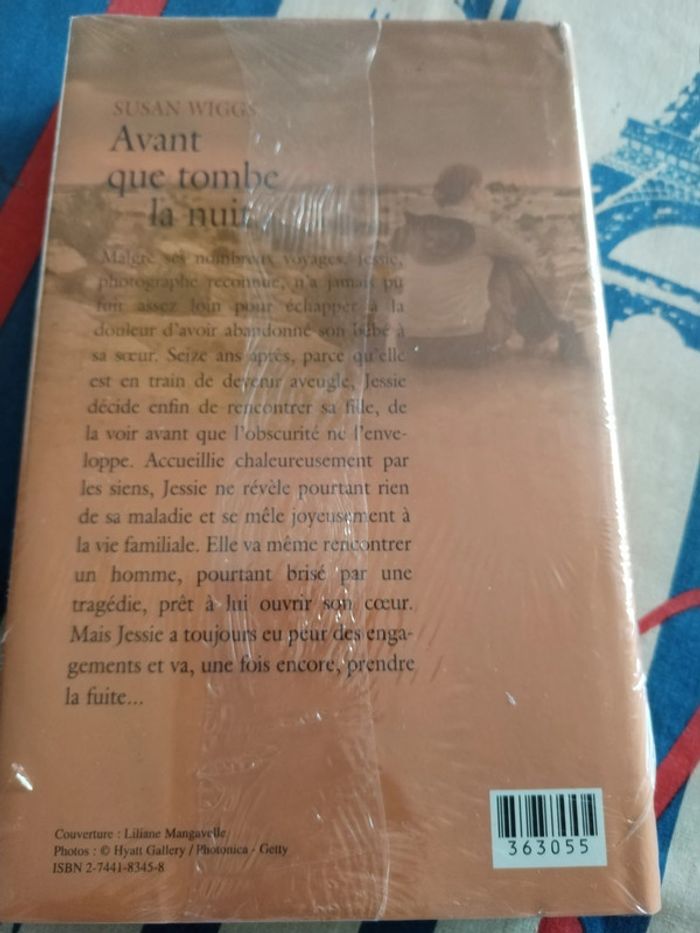 SUSAN WIGGS
Avant
que tombe
la nuit
Malgré ses nombreux voyages, Jessie,
photographe reconnue, n'a jamais pu
fuir assez loin pour échapper à la
douleur d'avoir abandonné son bébé à
sa sœur. Seize ans après, parce qu'elle
est en train de devenir aveugle, Jessie
décide enfin de rencontrer sa fille, de
la voir avant que l'obscurité ne l'enve-
loppe. Accueillie chaleureusement par
les siens, Jessie ne révèle pourtant rien
de sa maladie et se mêle joyeusement à
la vie familiale. Elle va même rencontrer
un homme, pourtant brisé par une
tragédie, prêt à lui ouvrir son cœur.
Mais Jessie a toujours eu peur des enga-
gements et va, une fois encore, prendre
la fuite...
Couverture : Liliane Mangavelle
Photos : © Hyatt Gallery / Photonica - Getty
ISBN 2-7441-8345-8
363055